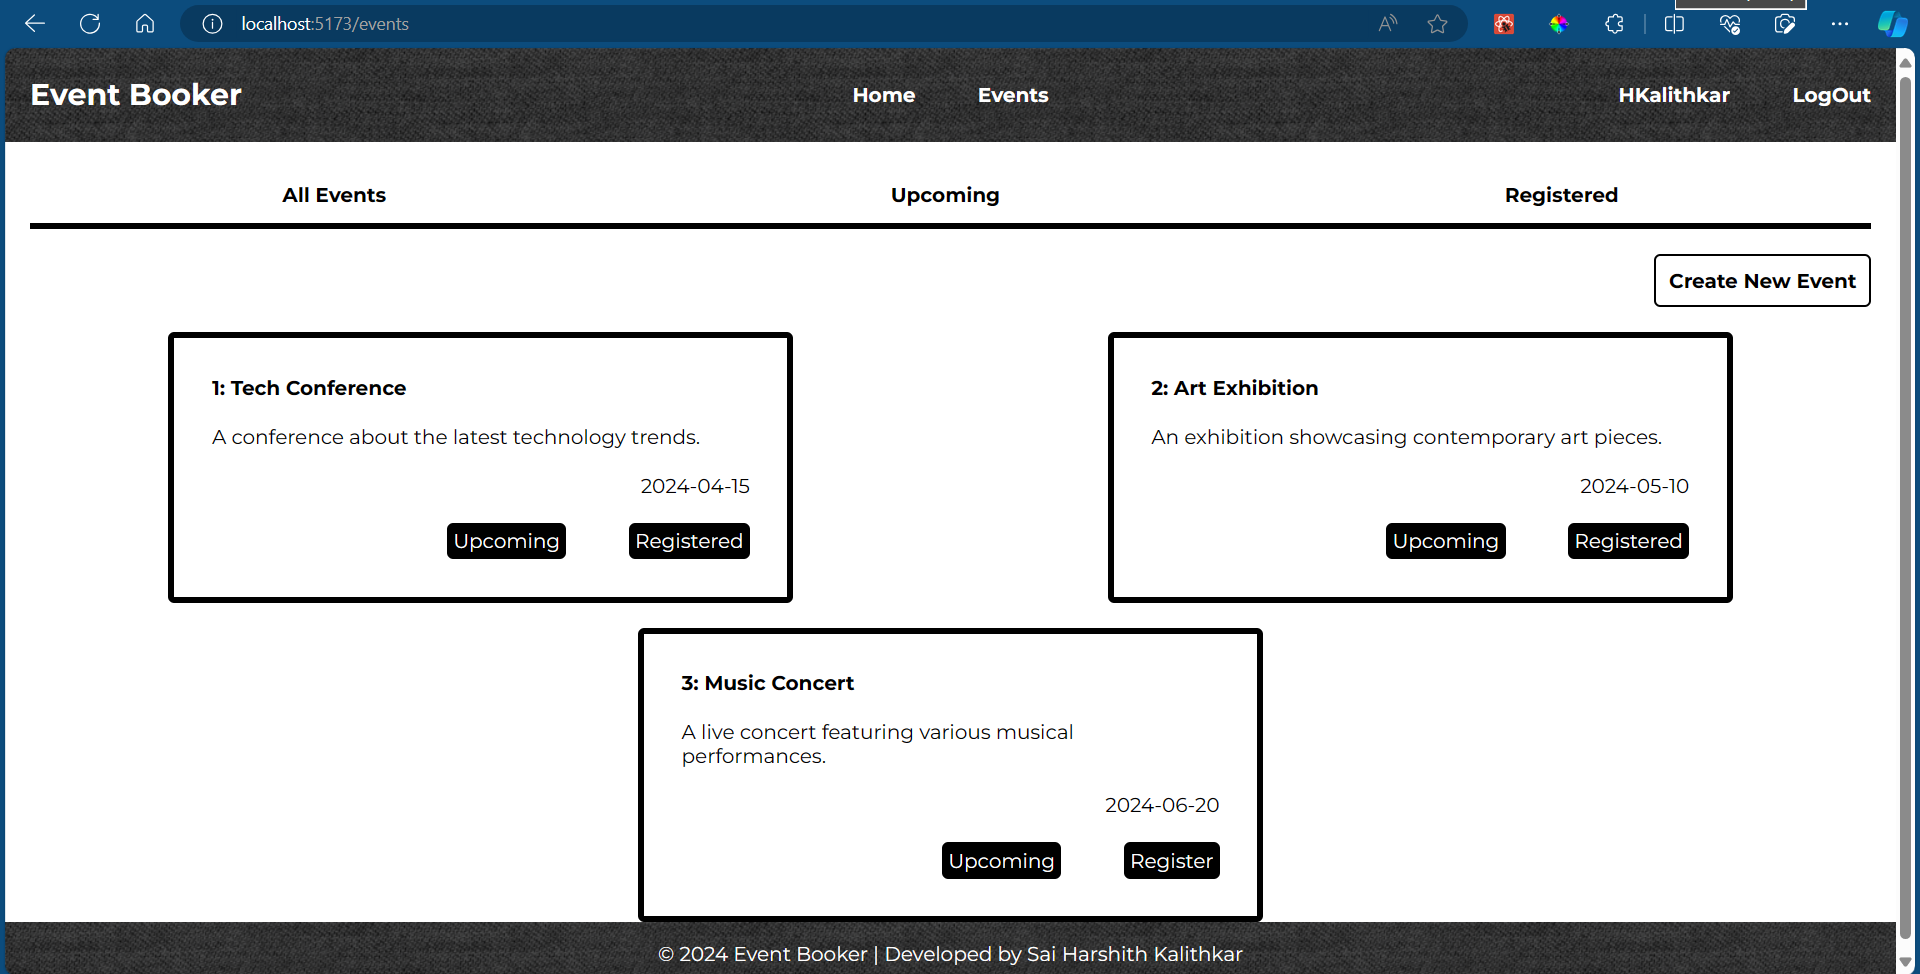 localhost:5173/events
Event Booker
Home
Events
HKalithkar
LogOut
All Events
Upcoming
Registered
Create New Event
1: Tech Conference
A conference about the latest technology trends.
2024-04-15
Upcoming
Registered
2: Art Exhibition
An exhibition showcasing contemporary art pieces.
2024-05-10
Upcoming
Registered
3: Music Concert
A live concert featuring various musical
performances.
2024-06-20
Upcoming
Register
© 2024 Event Booker | Developed by Sai Harshith Kalithkar